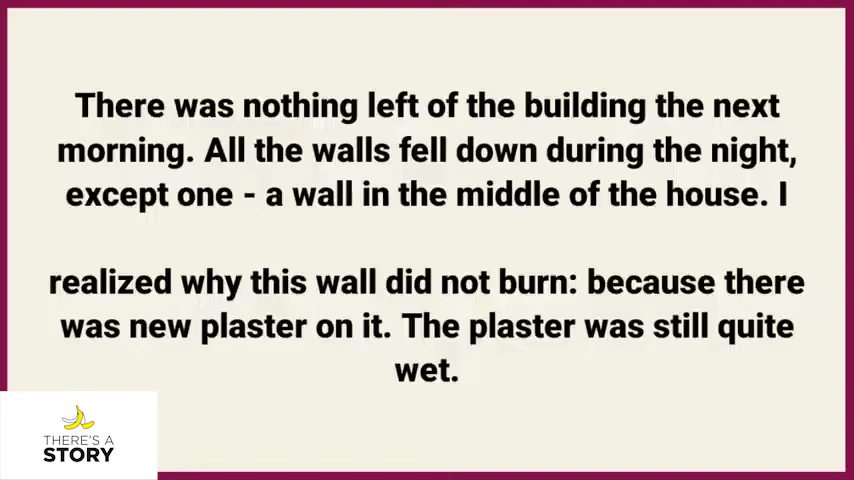 There was nothing left of the building the next
morning. All the walls fell down during the night,
except one - a wall in the middle of the house. I
realized why this wall did not burn: because there
was new plaster on it. The plaster was still quite
wet.
THERE'S A
STORY